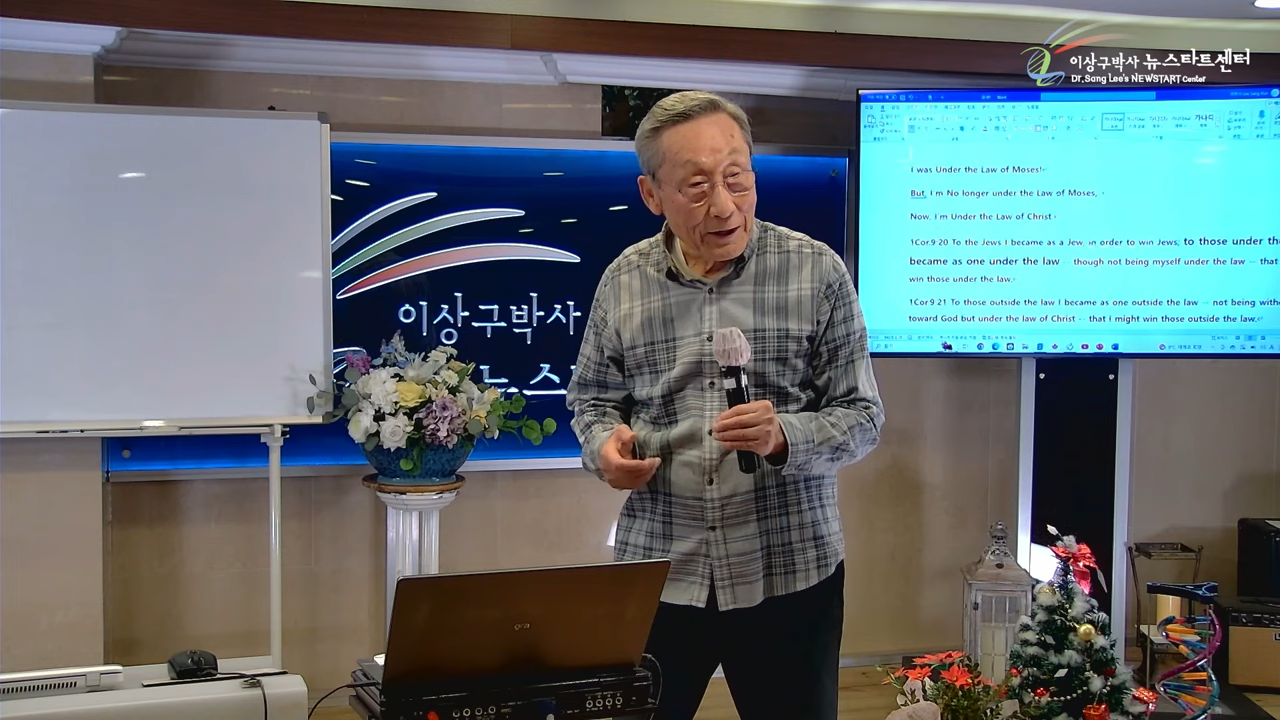 이상구박사 뉴스타트센터
Dr.Sang Lee's NEWSTART Center
I was Under the Law of Moses!
But, I'm No longer under the Law of Moses,
Now, I'm Under the Law of Christ
1Cor.9:20 To the Jews I became as a Jew, in order to win Jews; to those under the
became as one under the law -- though not being myself under the law -- that
win those under the law.
1Cor 9:21 To those outside the law I became as one outside the law -- not being witho
toward God but under the law of Christ -- that I might win those outside the law.
이상구박사
뉴스